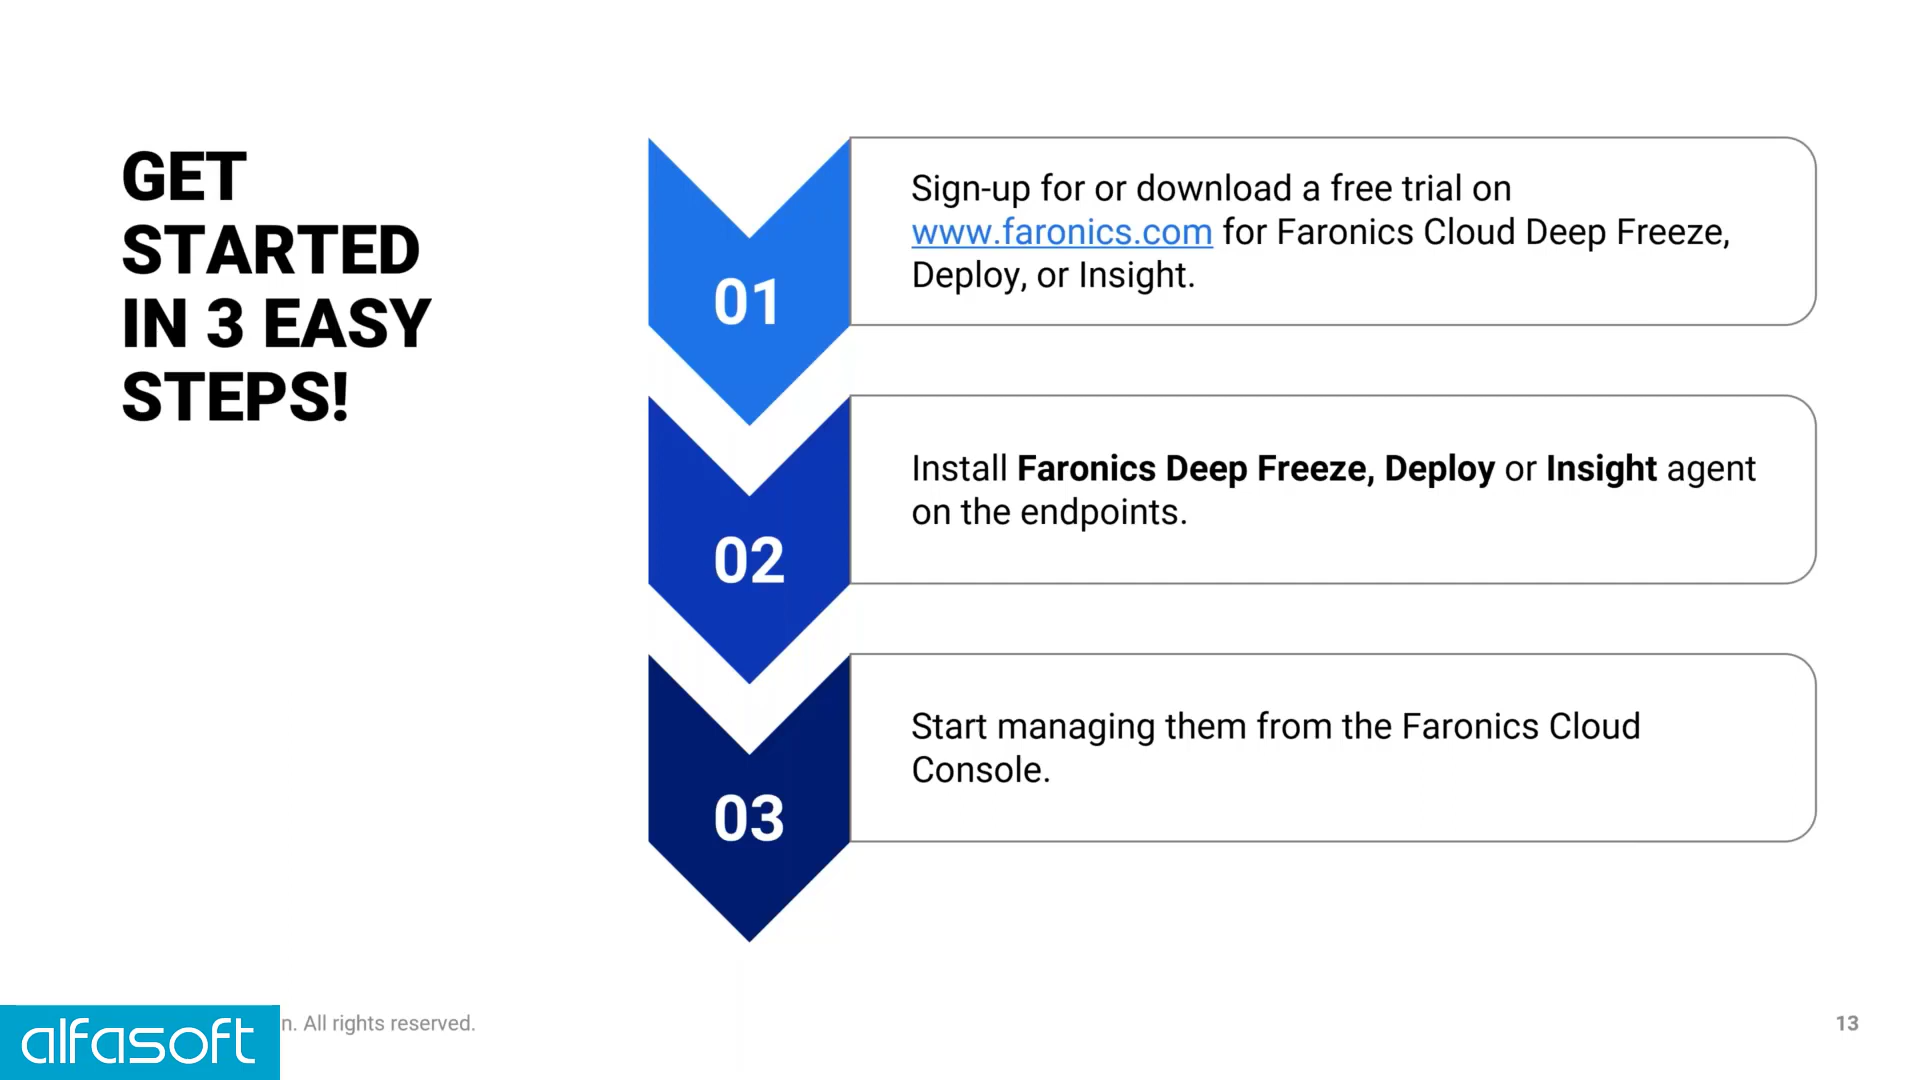 GET
STARTED
IN 3 EASY
STEPS!
01
Sign-up for or download a free trial on
www.faronics.com for Faronics Cloud Deep Freeze,
Deploy, or Insight.
02
Install Faronics Deep Freeze, Deploy or Insight agent
on the endpoints.
03
Start managing them from the Faronics Cloud
Console.
alfasoft
n. All rights reserved.
13